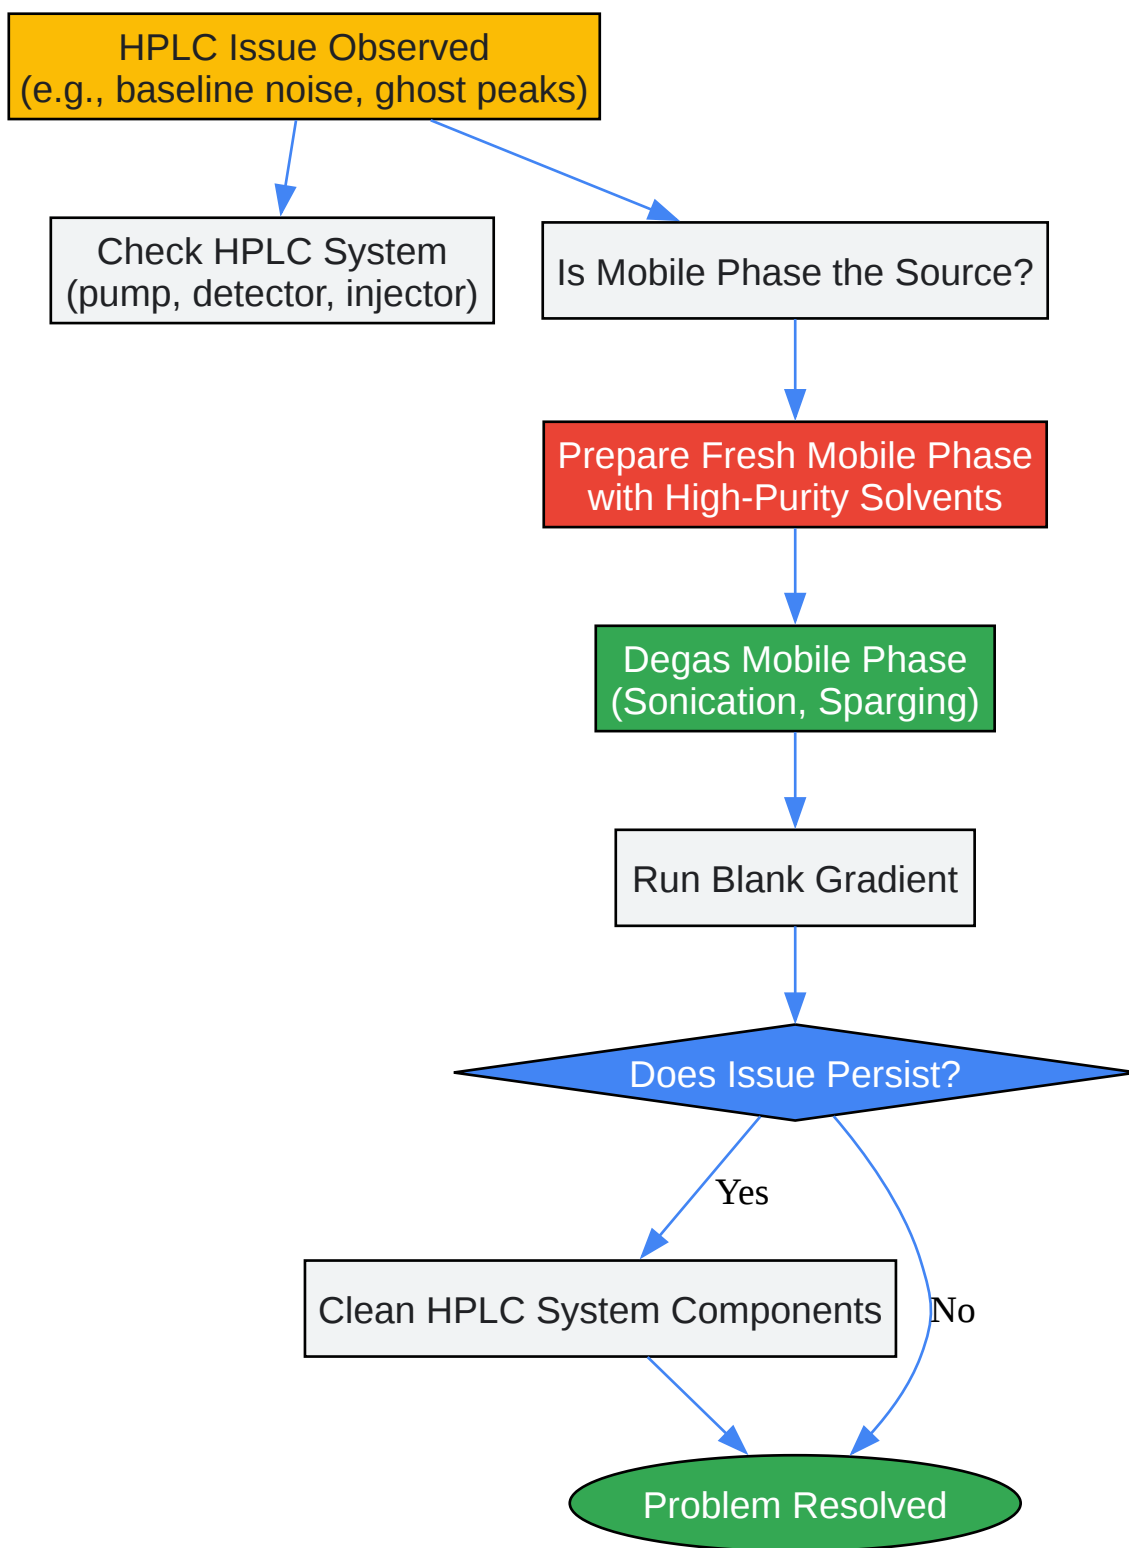 HPLC Issue Observed
(e.g., baseline noise, ghost peaks)
Check HPLC System
(pump, detector, injector)
Is Mobile Phase the Source?
Prepare Fresh Mobile Phase
with High-Purity Solvents
Degas Mobile Phase
(Sonication, Sparging)
Run Blank Gradient
Does Issue Persist?
Yes
Clean HPLC System Components
No
Problem Resolved